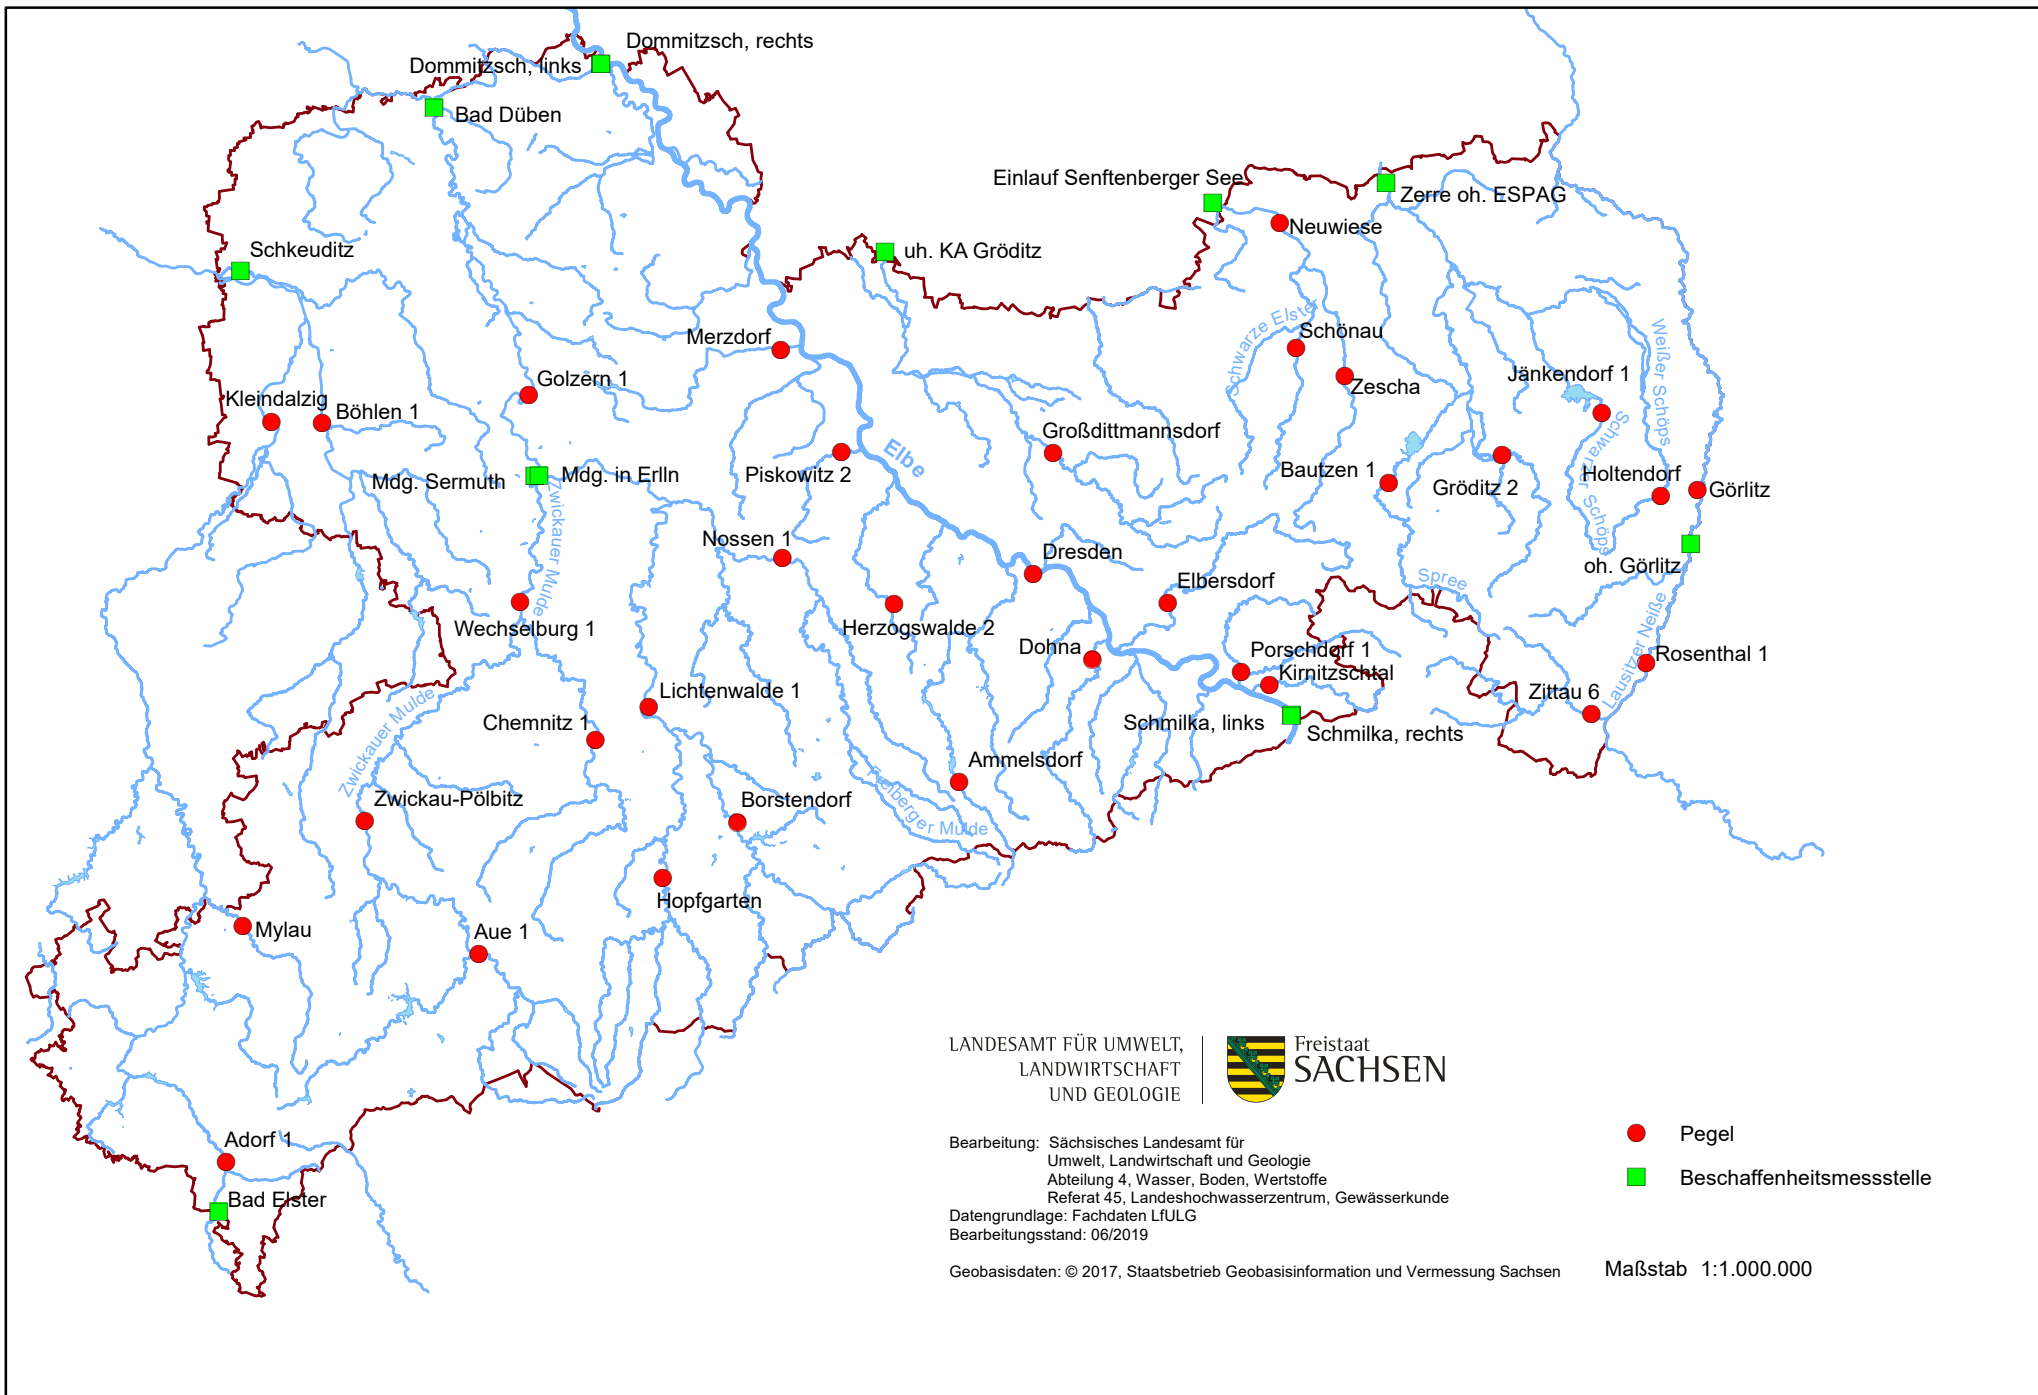 Dommitzsch, rechts
Dommitzsch, links
Bad Düben
Einlauf Senftenberger See
Zerre oh. ESPAG
Neuwiese
Schkeuditz
uh. KA Gröditz
Schwarze Elster
Schönau
Merzdorf
Weißer Schöps
Golzern 1
Zescha
Jänkendorf 1
Kleindalzig
Böhlen 1
Schwarzer Schöps
Großdittmannsdorf
Elbe
Mdg. Sermuth
Mdg. in Erlln
Piskowitz 2
Bautzen 1
Gröditz 2
Holtendorf
Görlitz
Zwickauer Mulde
Nossen 1
Dresden
oh. Görlitz
Elbersdorf
Spree
Wechselburg 1
Herzogswalde 2
Lausitzer Neiße
Dohna
Porschdorf 1
Kirnitzschtal
Rosenthal 1
Lichtenwalde 1
Zittau 6
Zwickauer Mulde
Chemnitz 1
Schmilka, links
Schmilka, rechts
Ammelsdorf
Freiberger Mulde
Zwickau-Pölbitz
Borstendorf
Hopfgarten
Mylau
Aue 1
LANDESAMT FÜR UMWELT,
LANDWIRTSCHAFT
UND GEOLOGIE
Freistaat
SACHSEN
Adorf 1
Bad Elster
Pegel
Beschaffenheitsmessstelle
Bearbeitung: Sächsisches Landesamt für
Umwelt, Landwirtschaft und Geologie
Abteilung 4, Wasser, Boden, Wertstoffe
Referat 45, Landeshochwasserzentrum, Gewässerkunde
Datengrundlage: Fachdaten LfULG
Bearbeitungsstand: 06/2019
Geobasisdaten: © 2017, Staatsbetrieb Geobasisinformation und Vermessung Sachsen
Maßstab 1:1.000.000